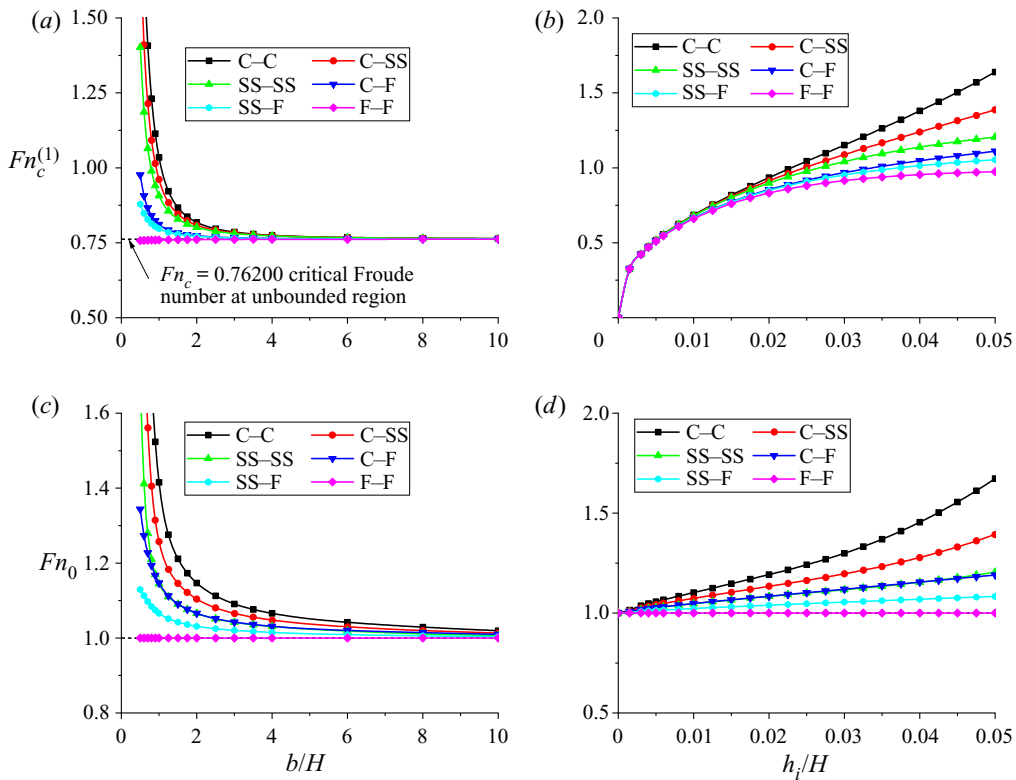 (a)
1.50
1.25
1.00
0.75
0.50
Fn_c^(1)
C–C C–SS
SS–SS C–F
SS–F F–F
Fn_c = 0.76200 critical Froude
number at unbounded region
0 2 4 6 8 10
(b)
2.0
1.5
1.0
0.5
C–C C–SS
SS–SS C–F
SS–F F–F
0 0.01 0.02 0.03 0.04 0.05
(c)
1.6
1.4
1.2
1.0
0.8
Fn_0
C–C C–SS
SS–SS C–F
SS–F F–F
0 2 4 6 8 10
b/H
(d)
2.0
1.5
1.0
0.5
C–C C–SS
SS–SS C–F
SS–F F–F
0 0.01 0.02 0.03 0.04 0.05
h_i/H